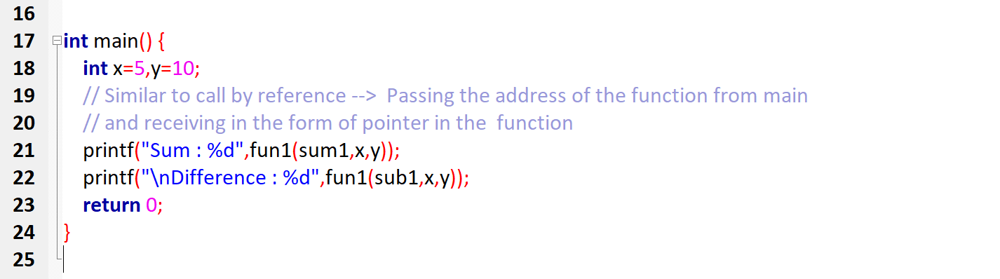 16
17 int main() {
18 int x=5,y=10;
19 // Similar to call by reference -->  Passing the address of the function from main
20 // and receiving in the form of pointer in the  function
21 printf("Sum : %d",fun1(sum1,x,y));
22 printf("\nDifference : %d",fun1(sub1,x,y));
23 return 0;
24 }
25